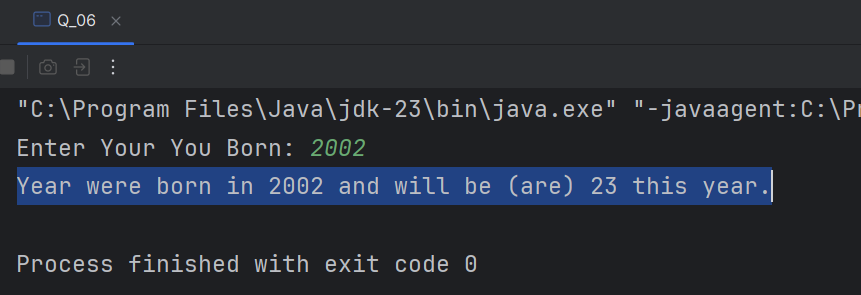 Q_06
"C:\Program Files\Java\jdk-23\bin\java.exe" "-javaagent:C:\Pr
Enter Your You Born: 2002
Year were born in 2002 and will be (are) 23 this year.
Process finished with exit code 0